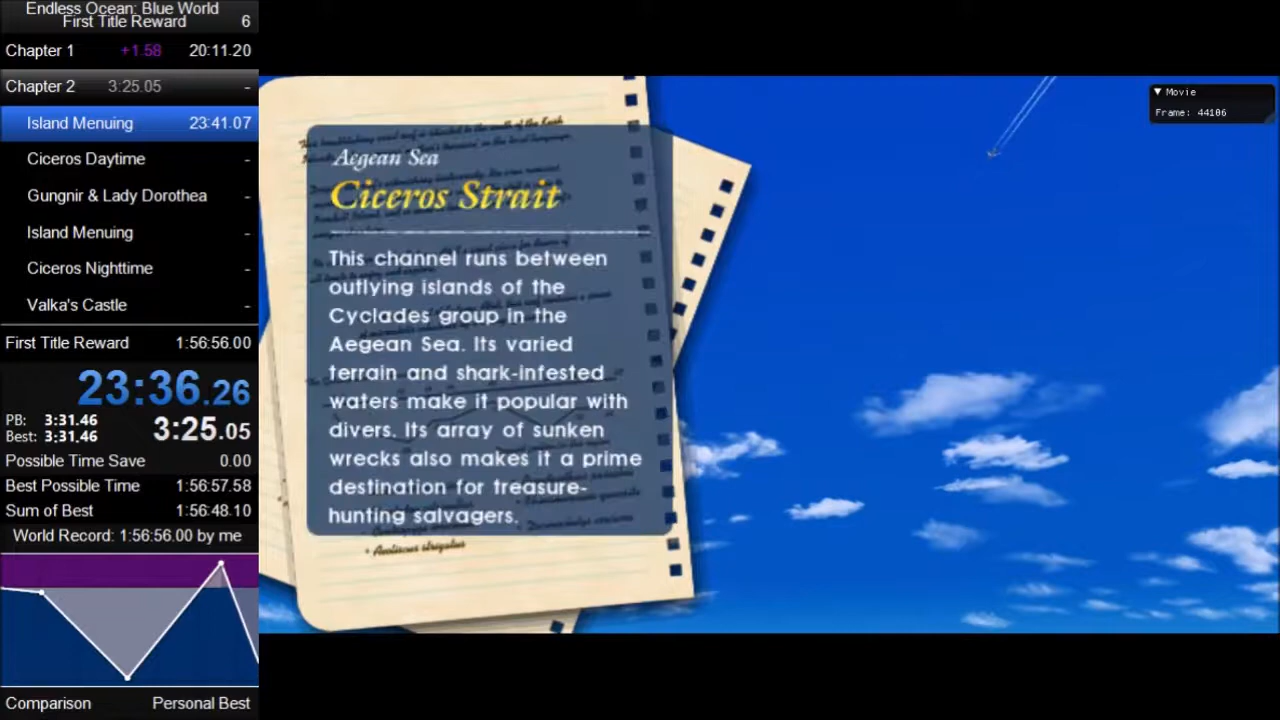 Endless Ocean: Blue World
First Title Reward 6
Chapter 1 +1.58 20:11.20
Chapter 2 3:25.05 -
Island Menuing 23:41.07
Ciceros Daytime -
Gungnir & Lady Dorothea -
Island Menuing -
Ciceros Nighttime -
Valka's Castle -
First Title Reward 1:56:56.00
23:36.26
PB: 3:31.46
Best: 3:31.46
3:25.05
Possible Time Save 0.00
Best Possible Time 1:56:57.58
Sum of Best 1:56:48.10
World Record: 1:56:56.00 by me
Comparison Personal Best
Aegean Sea
Ciceros Strait
This channel runs between
outlying islands of the
Cyclades group in the
Aegean Sea. Its varied
terrain and shark-infested
waters make it popular with
divers. Its array of sunken
wrecks also makes it a prime
destination for treasure-
hunting salvagers.
▼ Movie
Frame: 44106